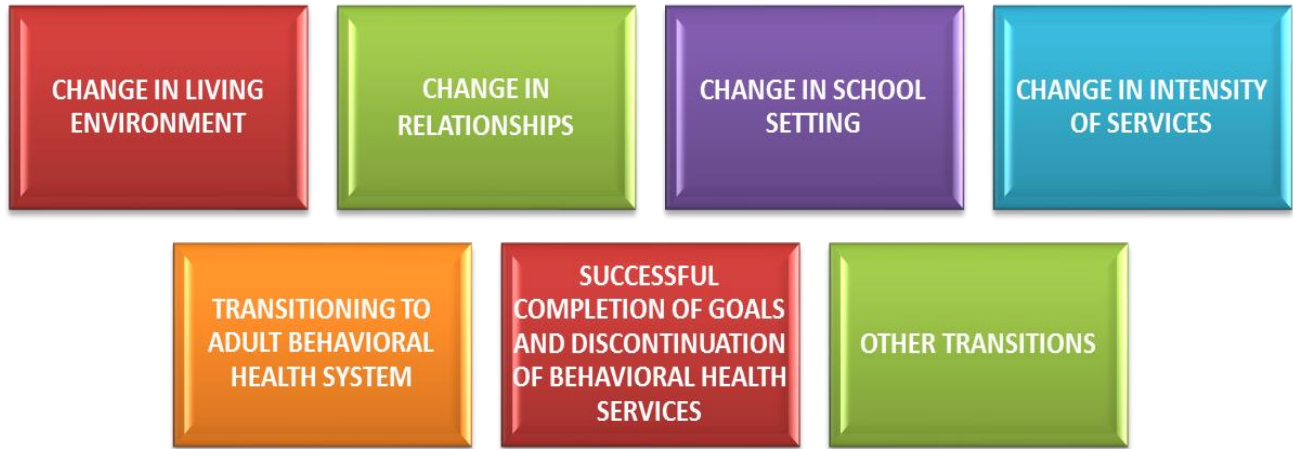 CHANGE IN LIVING
ENVIRONMENT
CHANGE IN
RELATIONSHIPS
CHANGE IN SCHOOL
SETTING
CHANGE IN INTENSITY
OF SERVICES
TRANSITIONING TO
ADULT BEHAVIORAL
HEALTH SYSTEM
SUCCESSFUL
COMPLETION OF GOALS
AND DISCONTINUATION
OF BEHAVIORAL HEALTH
SERVICES
OTHER TRANSITIONS